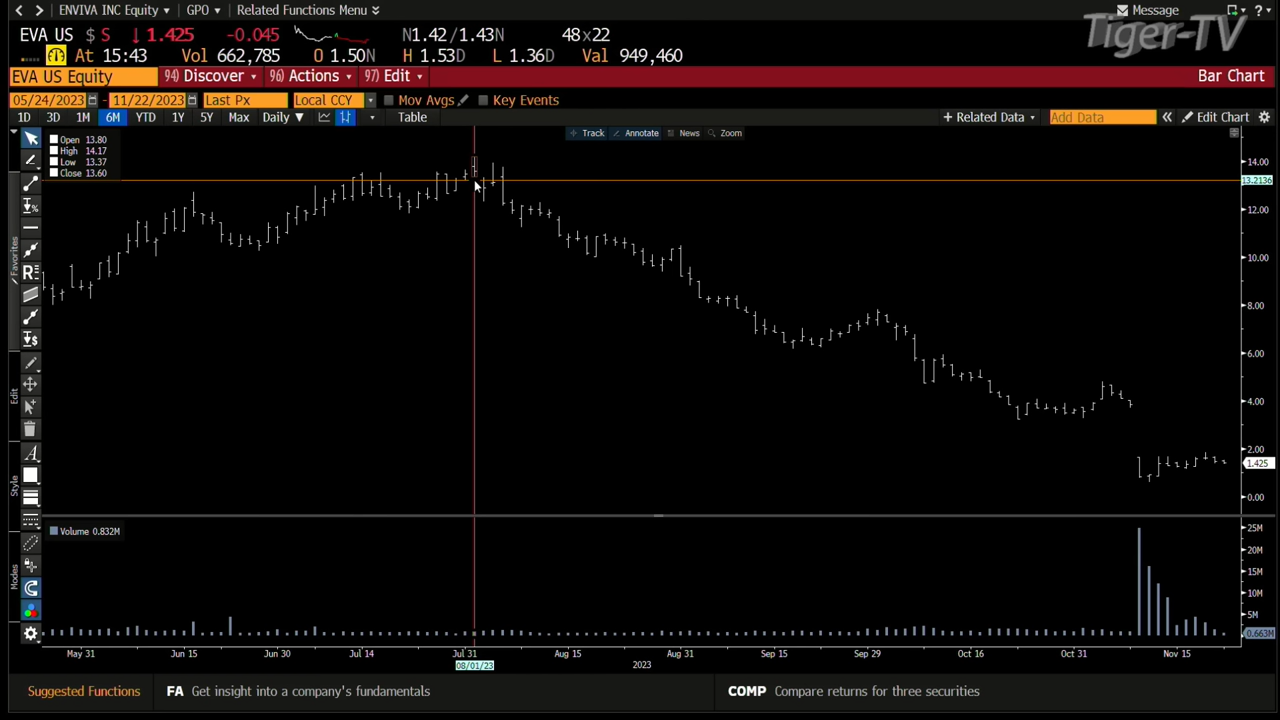 ENVIVA INC Equity GPO Related Functions Menu Message ?
Tiger-TV
EVA US $ S ↓ 1.425 -0.045 N1.42/1.43N 48x22
At 15:43 Vol 662,785 O 1.50N H 1.53D L 1.36D Val 949,460
EVA US Equity 94) Discover 96) Actions 97) Edit Bar Chart
05/24/2023 11/22/2023 Last Px Local CCY Mov Avgs Key Events
1D 3D 1M 6M YTD 1Y 5Y Max Daily ▼ Table + Related Data Add Data « Edit Chart
Track Annotate News Zoom
Open 13.80
High 14.17
Low 13.37
Close 13.60
14.00
13.2136
12.00
10.00
8.00
6.00
4.00
2.00
1.425
0.00
Favorites
Edit
Style
Modes
Volume 0.832M
25M
20M
15M
10M
5M
0.663M
May 31 Jun 15 Jun 30 Jul 14 Jul 31 Aug 15 Aug 31 Sep 15 Sep 29 Oct 16 Oct 31 Nov 15
08/01/23 2023
Suggested Functions FA Get insight into a company's fundamentals COMP Compare returns for three securities